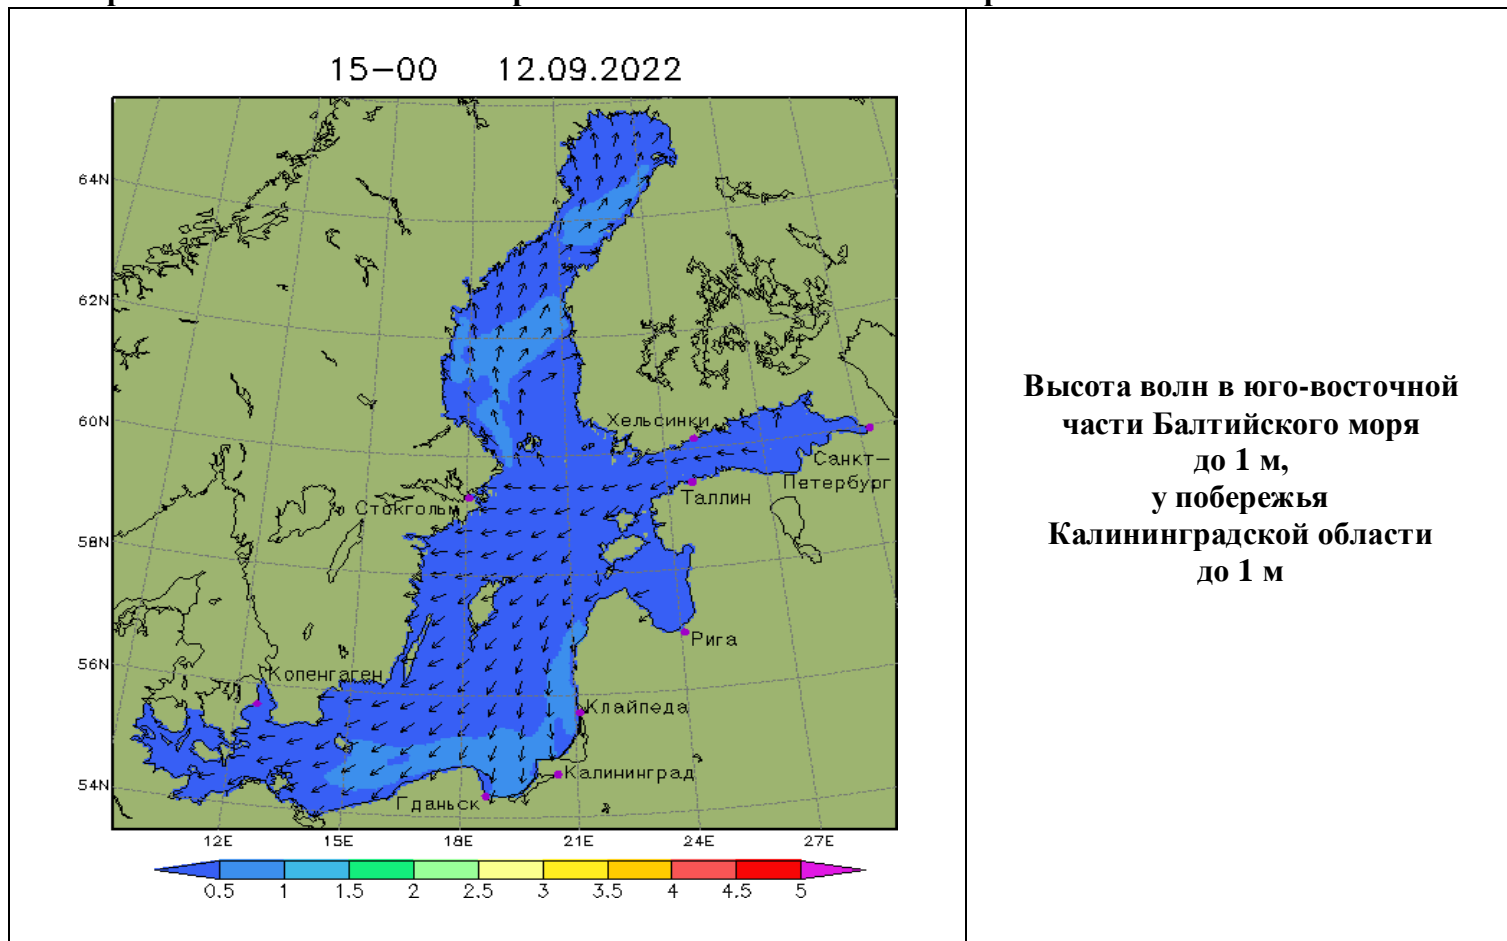 15-00 12.09.2022
64N
62N
60N
58N
56N
54N
Хельсинки
Санкт-
Петербург
Таллин
Стокгольм
Рига
Копенгаген
Клайпеда
Калининград
Гданьск
12E 15E 18E 21E 24E 27E
0.5 1 1.5 2 2.5 3 3.5 4 4.5 5
Высота волн в юго-восточной
части Балтийского моря
до 1 м,
у побережья
Калининградской области
до 1 м